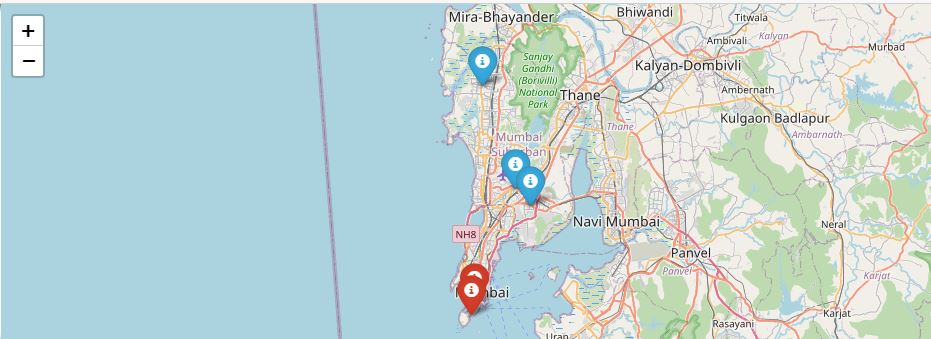 +
−
Mira-Bhayander
Bhiwandi
Titwala
Ambivali
Kalyan
Murbad
Sanjay
Gandhi
(Borivili)
National
Park
Kalyan-Dombivli
Thane
Ambernath
Kulgaon Badlapur
Thane
Ambarnath
Mumbai
Suburban
Navi Mumbai
Neral
NH8
Panvel
Panvel
Karjat
Mumbai
Karjat
Rasayani
Uran